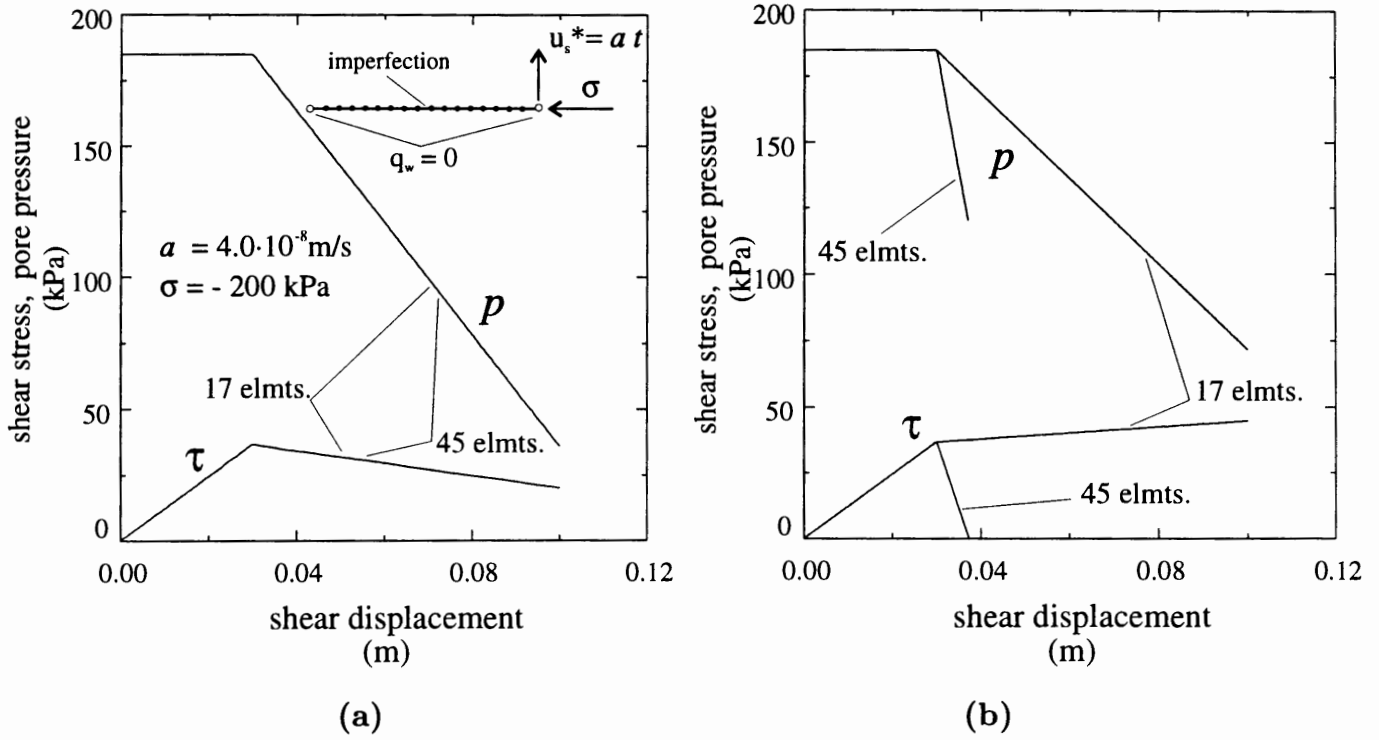 200
150
100
50
0
shear stress, pore pressure
(kPa)
imperfection
u_s* = a t
σ
q_w = 0
a = 4.0·10⁻⁸m/s
σ = - 200 kPa
p
17 elmts.
45 elmts.
τ
0.00
0.04
0.08
0.12
shear displacement
(m)
(a)
200
150
100
50
0
shear stress, pore pressure
(kPa)
p
45 elmts.
17 elmts.
τ
45 elmts.
0.00
0.04
0.08
0.12
shear displacement
(m)
(b)